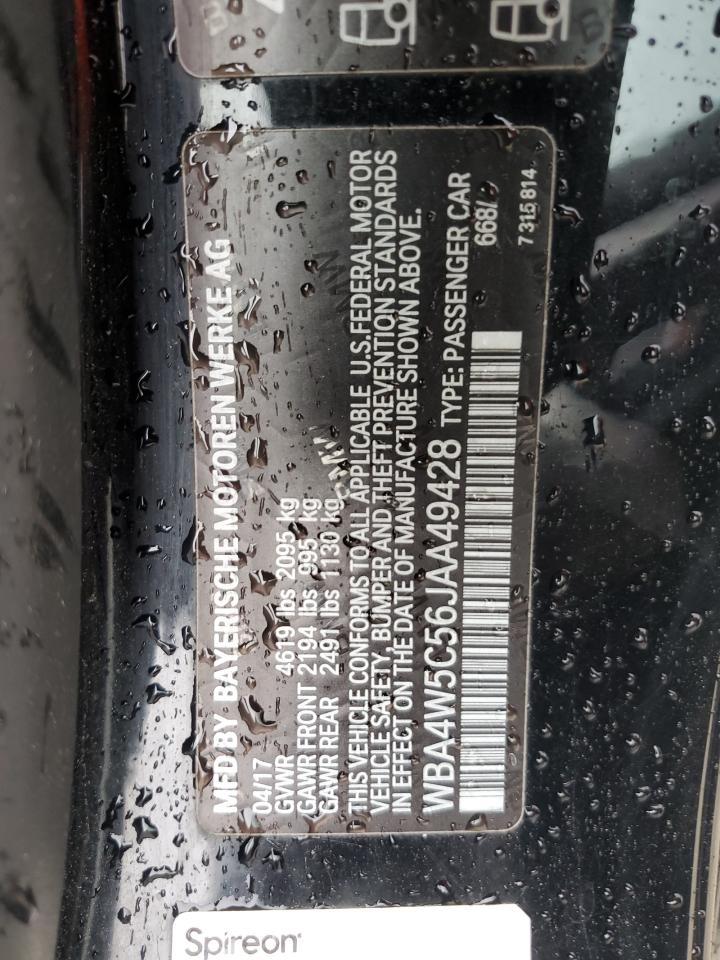 MFD BY BAYERISCHE MOTOREN WERKE AG
04/17
GVWR 4619 lbs 2095 kg
GAWR FRONT 2194 lbs 995 kg
GAWR REAR 2491 lbs 1130 kg
THIS VEHICLE CONFORMS TO ALL APPLICABLE U.S. FEDERAL MOTOR
VEHICLE SAFETY, BUMPER AND THEFT PREVENTION STANDARDS
IN EFFECT ON THE DATE OF MANUFACTURE SHOWN ABOVE.
WBA4W5C56JAA49428 TYPE: PASSENGER CAR
668/
7 315 814
Spireon